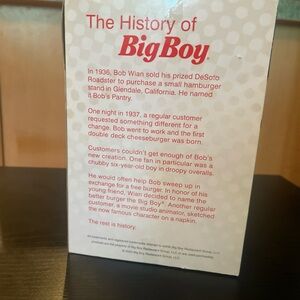 The History of
Big Boy
In 1936, Bob Wian sold his prized DeSoto
Roadster to purchase a small hamburger
stand in Glendale, California. He named
it Bob's Pantry.
One night in 1937, a regular customer
requested something different for a
change. Bob went to work and the first
double deck cheeseburger was born.
Customers couldn't get enough of Bob's
new creation. One fan in particular was a
chubby six-year-old boy in droopy overalls.
He would often help Bob sweep up in
exchange for a free burger. In honor of his
young friend, Wian decided to name the
better burger the Big Boy®. Another regular
customer, a movie studio animator, sketched
the now famous character on a napkin.
The rest is history.